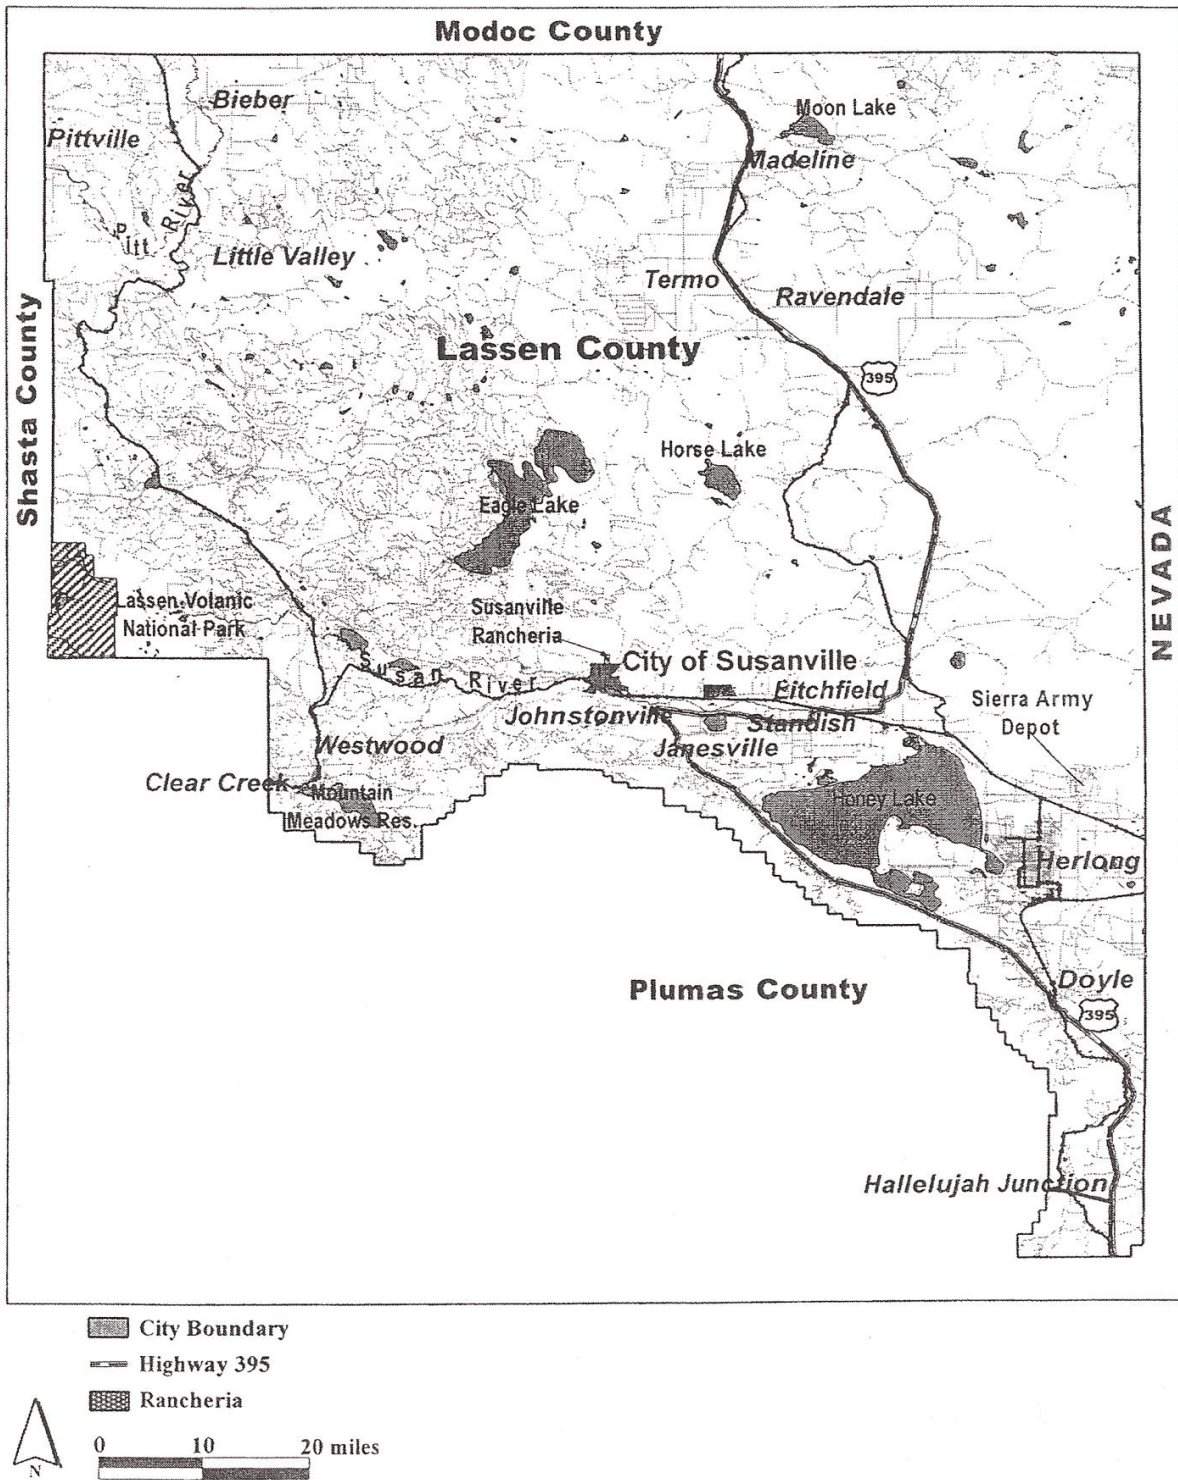 Modoc County
Bieber
Moon Lake
Pittville
Madeline
Pitt River
Little Valley
Termo
Ravendale
Shasta County
Lassen County
395
Horse Lake
Eagle Lake
NEVADA
Lassen Volanic
National Park
Susanville
Rancheria
Susan River
City of Susanville
Litchfield
Sierra Army
Depot
Johnstonville
Standish
Westwood
Janesville
Clear Creek
Mountain
Meadows Res.
Honey Lake
Herlong
Plumas County
Doyle
395
Hallelujah Junction
City Boundary
Highway 395
Rancheria
0 10 20 miles
N